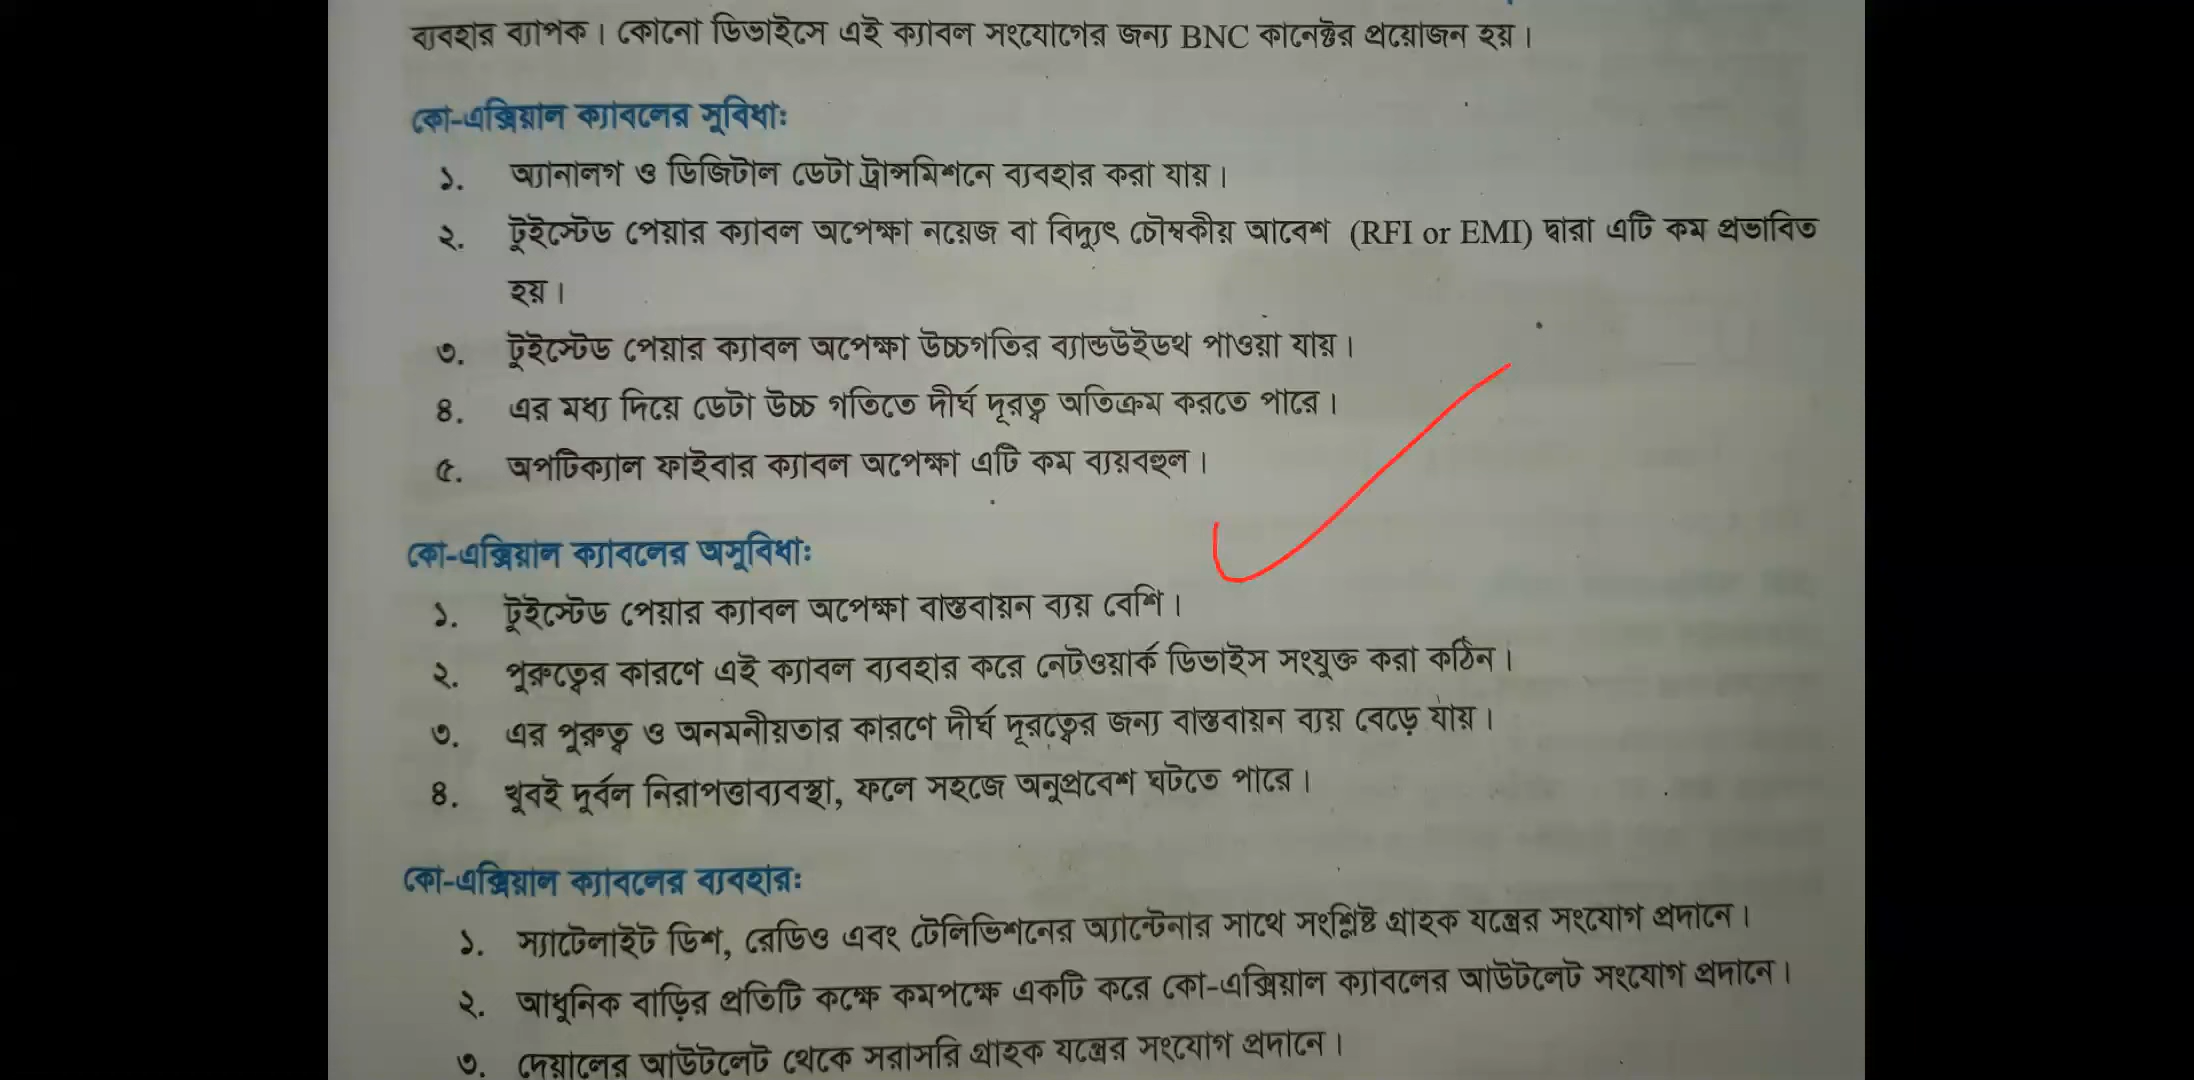 ব্যবহার ব্যাপক। কোনো ডিভাইসে এই ক্যাবল সংযোগের জন্য BNC কানেক্টর প্রয়োজন হয়।
কো-এক্সিয়াল ক্যাবলের সুবিধাঃ
১. অ্যানালগ ও ডিজিটাল ডেটা ট্রান্সমিশনে ব্যবহার করা যায়।
২. টুইস্টেড পেয়ার ক্যাবল অপেক্ষা নয়েজ বা বিদ্যুৎ চৌম্বকীয় আবেশ (RFI or EMI) দ্বারা এটি কম প্রভাবিত
হয়।
৩. টুইস্টেড পেয়ার ক্যাবল অপেক্ষা উচ্চগতির ব্যান্ডউইডথ পাওয়া যায়।
৪. এর মধ্য দিয়ে ডেটা উচ্চ গতিতে দীর্ঘ দূরত্ব অতিক্রম করতে পারে।
৫. অপটিক্যাল ফাইবার ক্যাবল অপেক্ষা এটি কম ব্যয়বহুল।
কো-এক্সিয়াল ক্যাবলের অসুবিধাঃ
১. টুইস্টেড পেয়ার ক্যাবল অপেক্ষা বাস্তবায়ন ব্যয় বেশি।
২. পুরুত্বের কারণে এই ক্যাবল ব্যবহার করে নেটওয়ার্ক ডিভাইস সংযুক্ত করা কঠিন।
৩. এর পুরুত্ব ও অনমনীয়তার কারণে দীর্ঘ দূরত্বের জন্য বাস্তবায়ন ব্যয় বেড়ে যায়।
৪. খুবই দুর্বল নিরাপত্তাব্যবস্থা, ফলে সহজে অনুপ্রবেশ ঘটতে পারে।
কো-এক্সিয়াল ক্যাবলের ব্যবহারঃ
১. স্যাটেলাইট ডিশ, রেডিও এবং টেলিভিশনের অ্যান্টেনার সাথে সংশ্লিষ্ট গ্রাহক যন্ত্রের সংযোগ প্রদানে।
২. আধুনিক বাড়ির প্রতিটি কক্ষে কমপক্ষে একটি করে কো-এক্সিয়াল ক্যাবলের আউটলেট সংযোগ প্রদানে।
৩. দেয়ালের আউটলেট থেকে সরাসরি গ্রাহক যন্ত্রের সংযোগ প্রদানে।